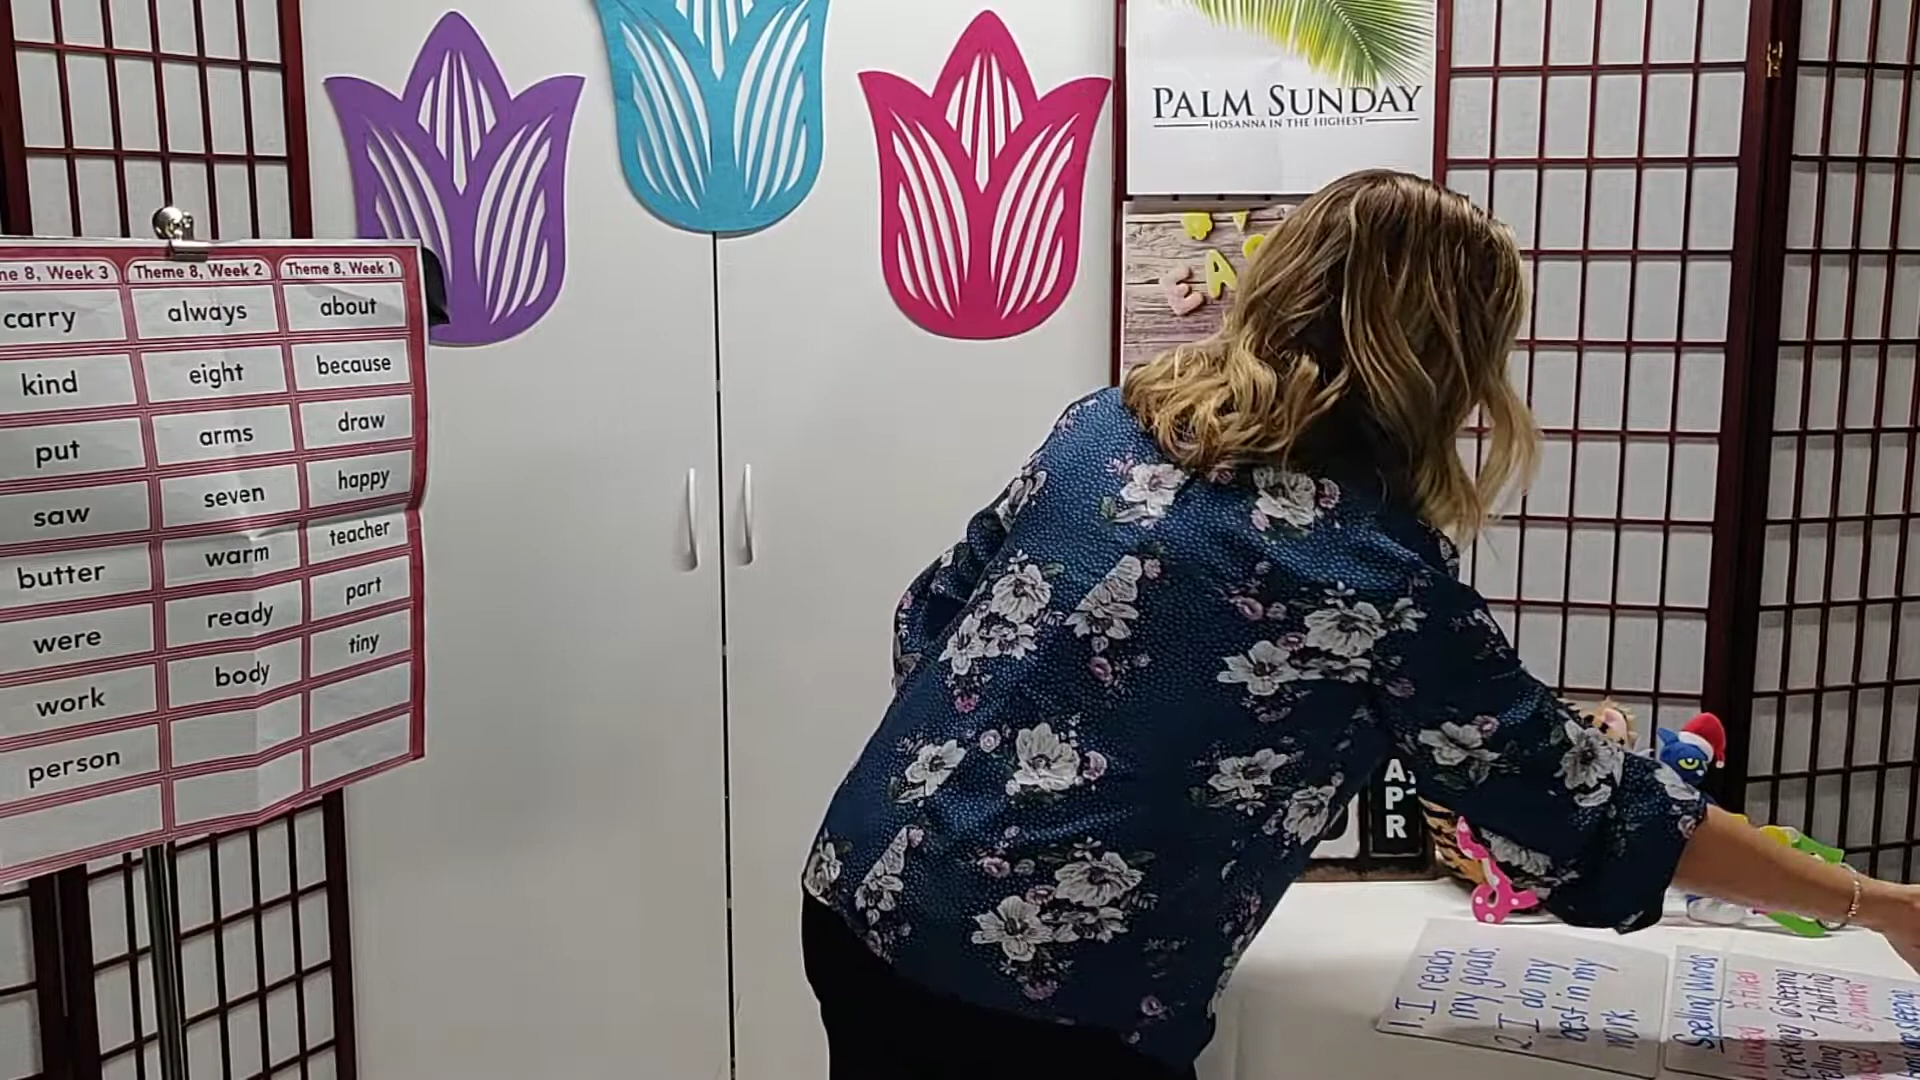 PALM SUNDAY
HOSANNA IN THE HIGHEST
EA
me 8, Week 3 Theme 8, Week 2 Theme 8, Week 1
carry always about
kind eight because
put arms draw
saw seven happy
butter warm teacher
were ready part
work body tiny
person
APR
1. I reach
my goals.
2. I do my
best in my
work.
Spelling Words